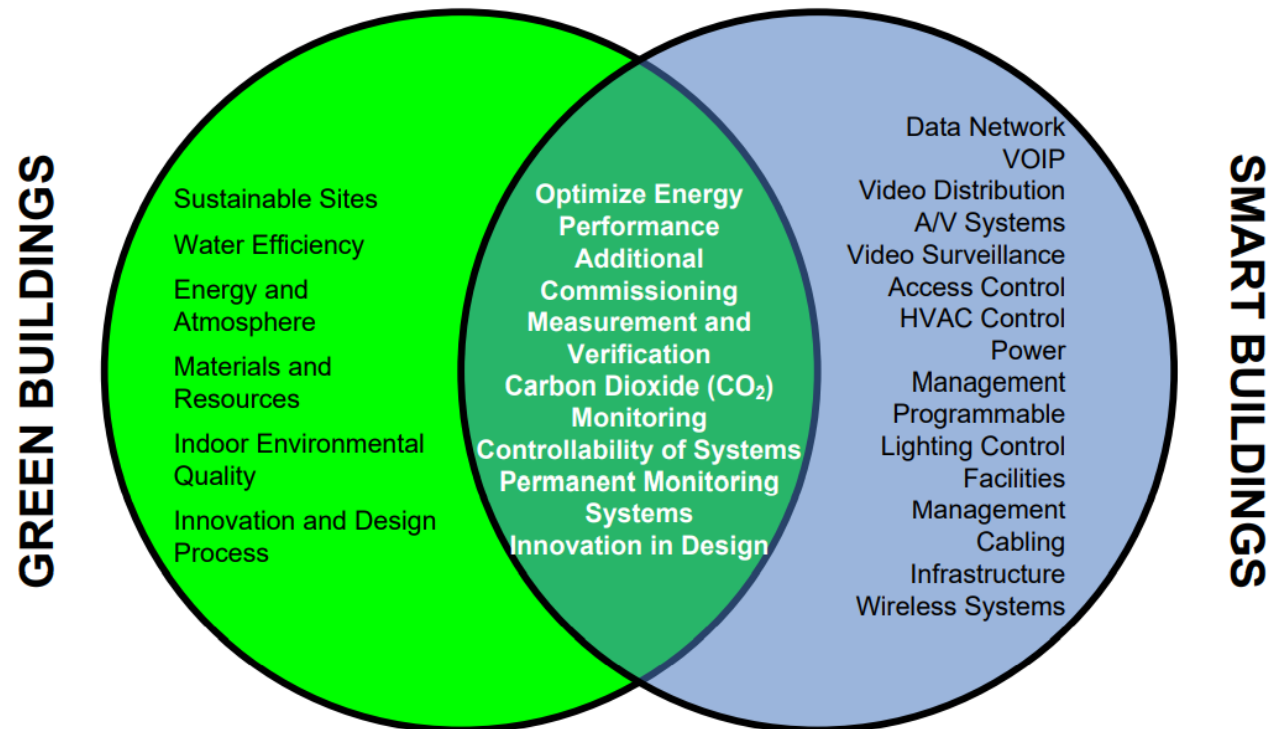 GREEN BUILDINGS
Sustainable Sites
Water Efficiency
Energy and
Atmosphere
Materials and
Resources
Indoor Environmental
Quality
Innovation and Design
Process
Optimize Energy
Performance
Additional
Commissioning
Measurement and
Verification
Carbon Dioxide (CO₂)
Monitoring
Controllability of Systems
Permanent Monitoring
Systems
Innovation in Design
Data Network
VOIP
Video Distribution
A/V Systems
Video Surveillance
Access Control
HVAC Control
Power
Management
Programmable
Lighting Control
Facilities
Management
Cabling
Infrastructure
Wireless Systems
SMART BUILDINGS